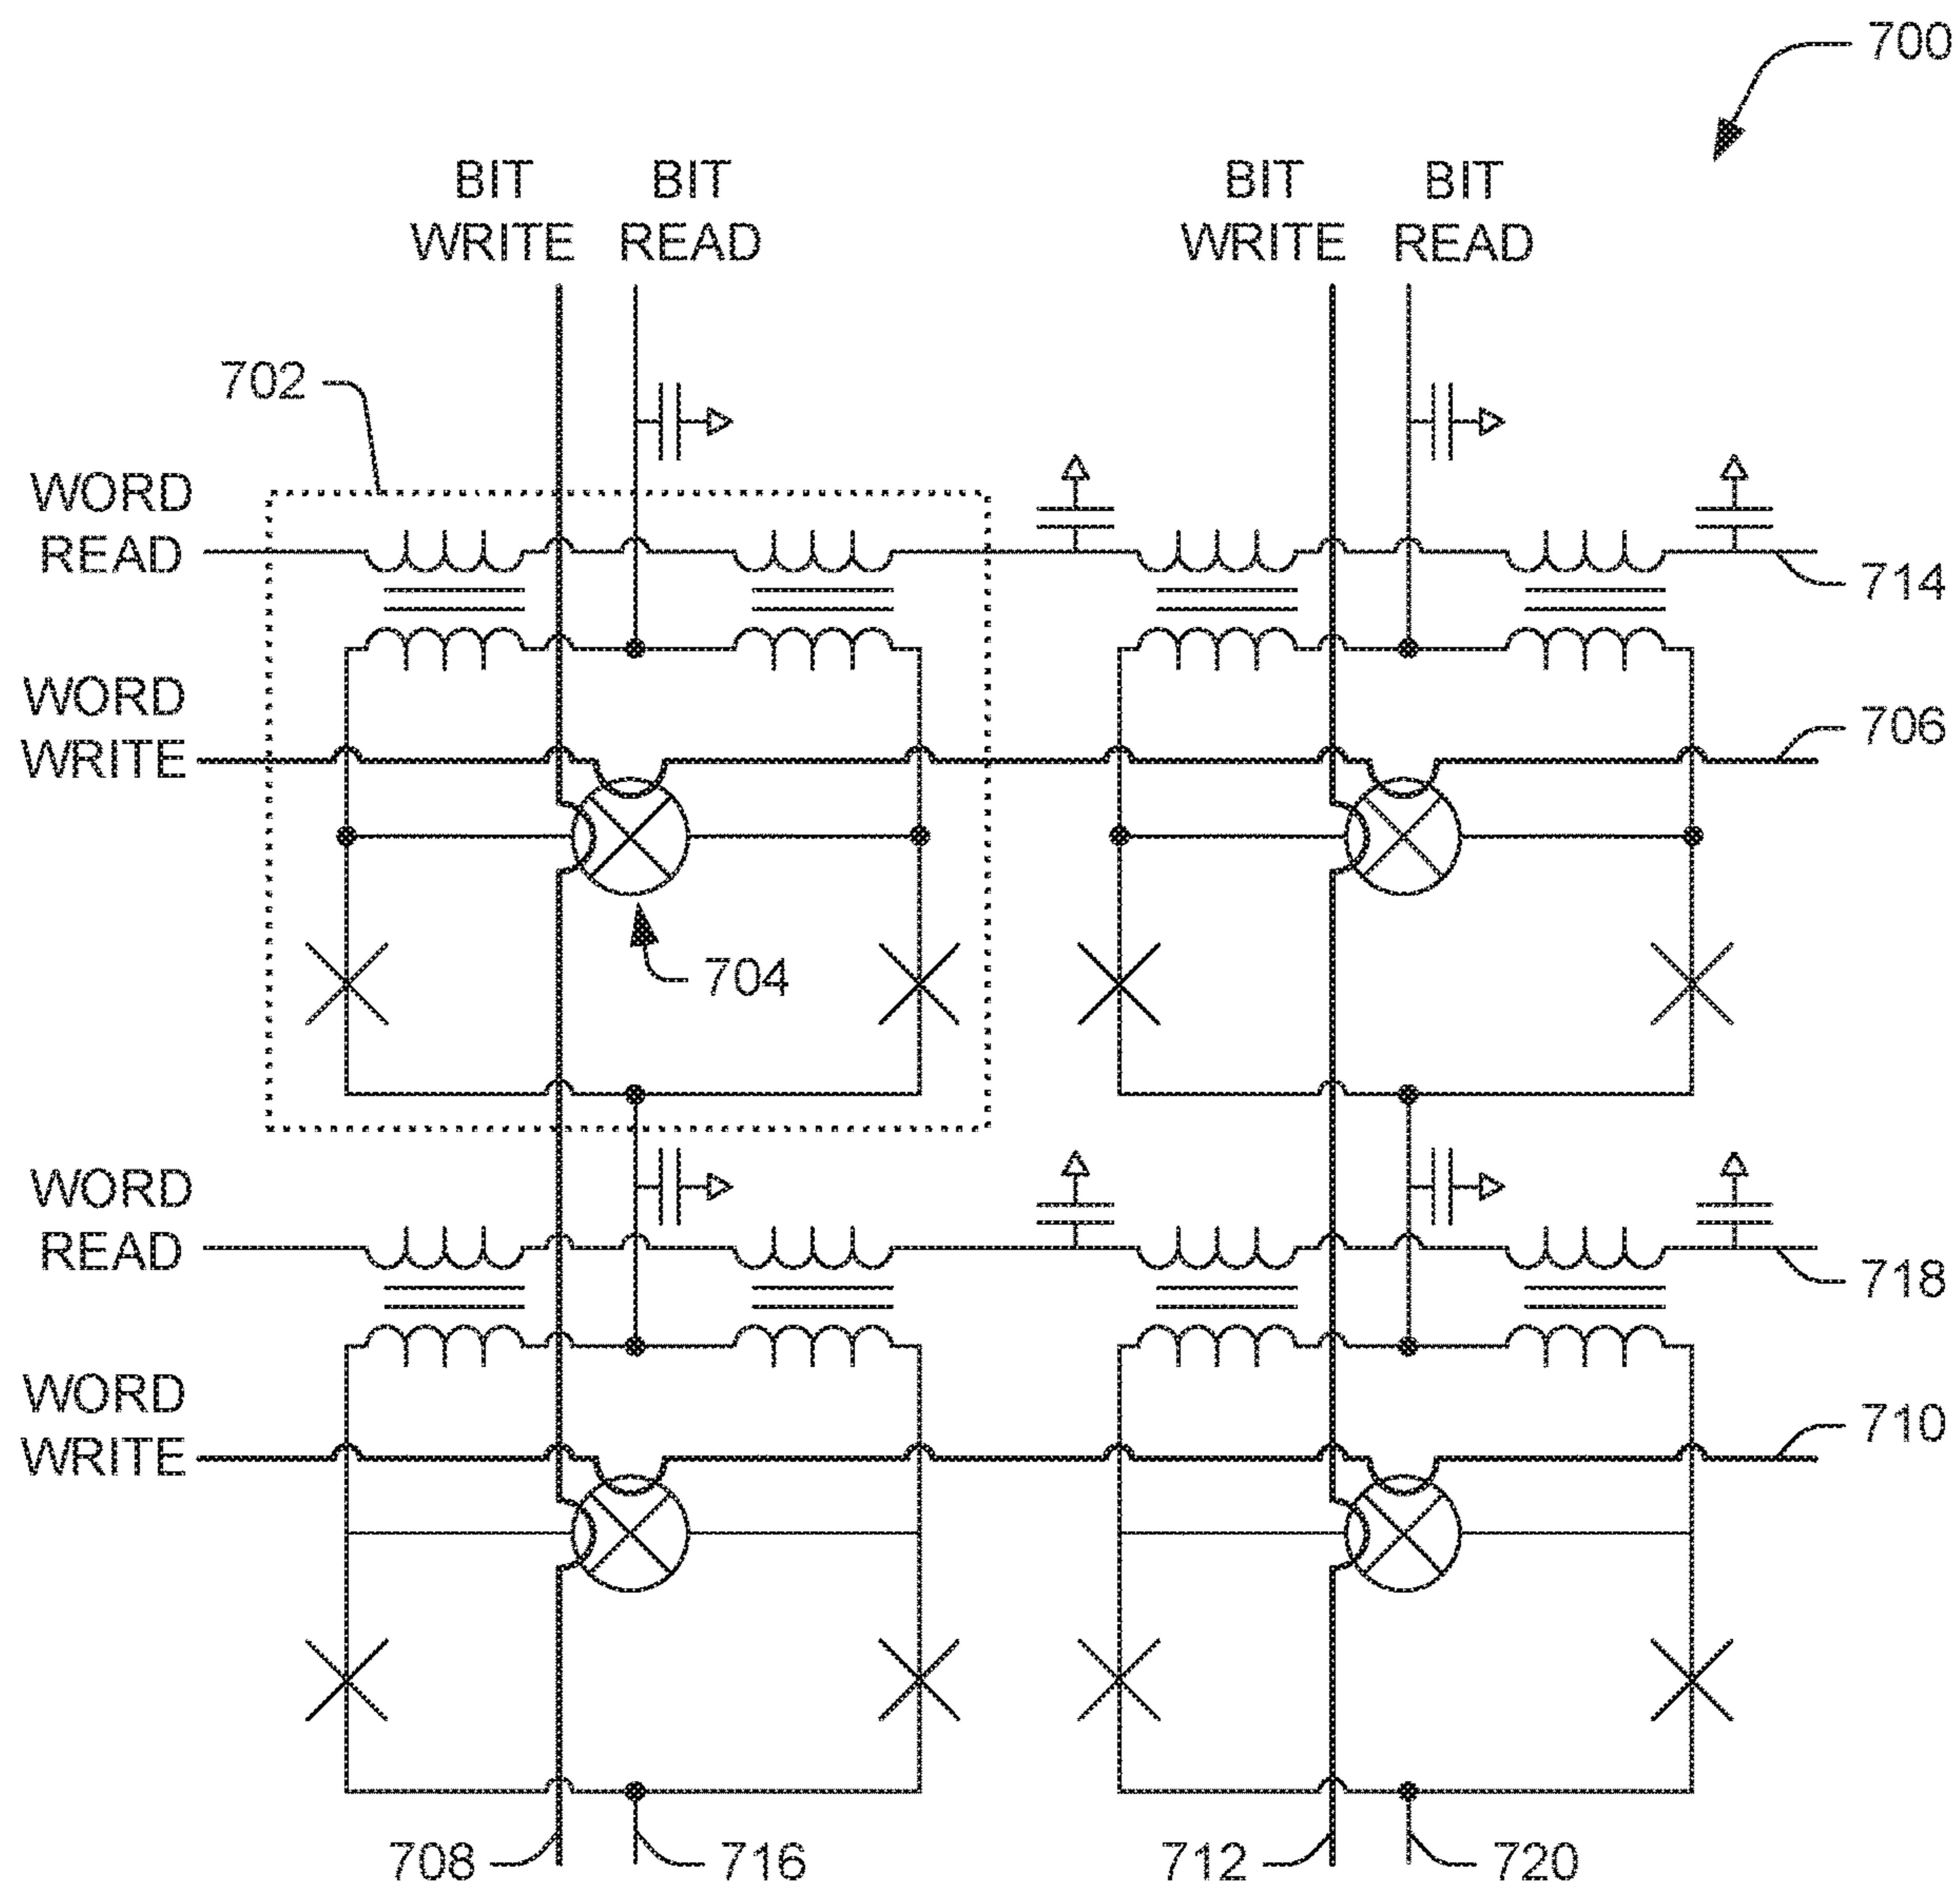 700
BIT BIT BIT BIT
WRITE READ WRITE READ
702
WORD
READ
714
WORD
WRITE
706
704
WORD
READ
718
WORD
WRITE
710
708 716 712 720